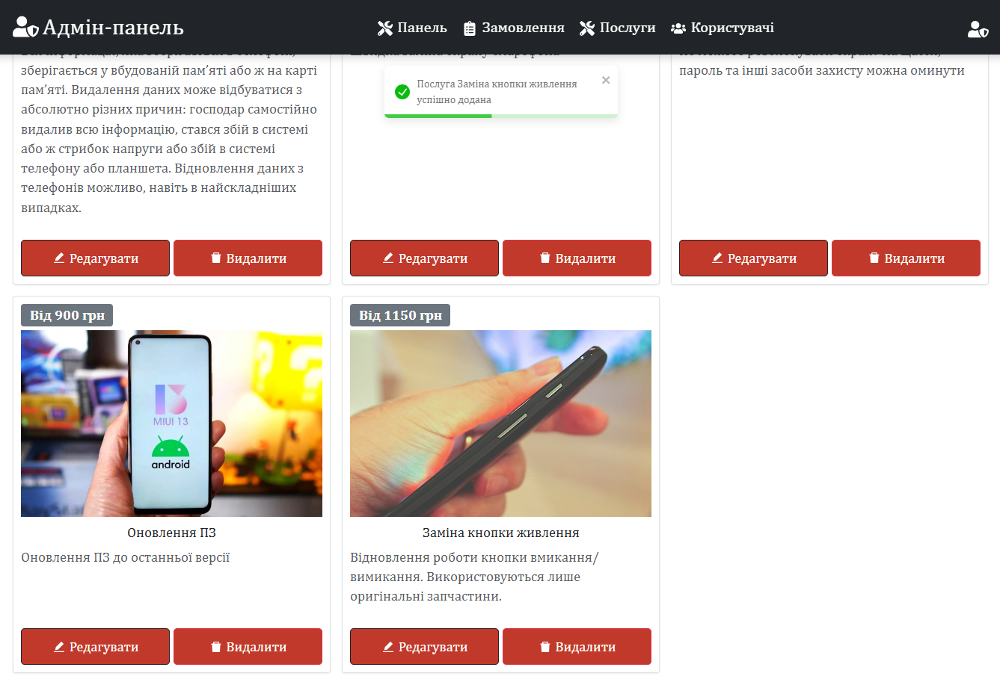 Адмін-панель
Панель
Замовлення
Послуги
Користувачі
зберігається у вбудованій пам’яті або ж на карті
пам’яті. Видалення даних може відбуватися з
абсолютно різних причин: господар самостійно
видалив всю інформацію, стався збій в системі
або ж стрибок напруги або збій в системі
телефону або планшета. Відновлення даних з
телефонів можливо, навіть в найскладніших
випадках.
Послуга Заміна кнопки живлення
успішно додана
пароль та інші засоби захисту можна оминути
Редагувати
Видалити
Редагувати
Видалити
Редагувати
Видалити
Від 900 грн
MIUI 13
android
Оновлення ПЗ
Оновлення ПЗ до останньої версії
Редагувати
Видалити
Від 1150 грн
Заміна кнопки живлення
Відновлення роботи кнопки вмикання/
вимикання. Використовуються лише
оригінальні запчастини.
Редагувати
Видалити